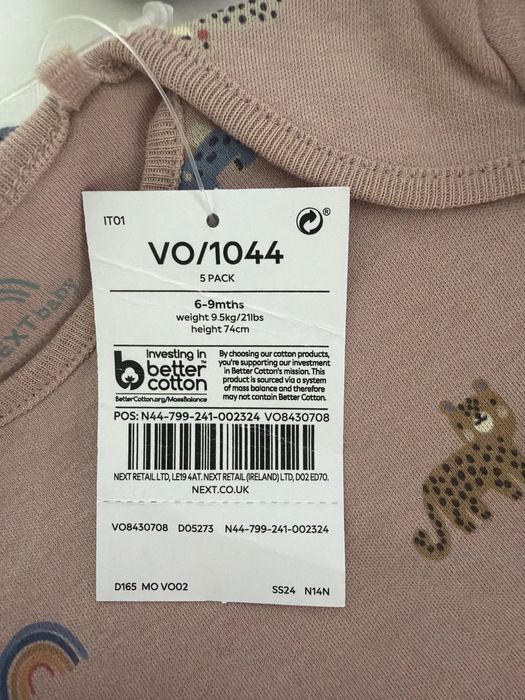 IT01
®
VO/1044
5 PACK
6-9mths
weight 9.5kg/21lbs
height 74cm
Investing in
better™
cotton
BetterCotton.org/MassBalance
By choosing our cotton products,
you're supporting our investment
in Better Cotton's mission. This
product is sourced via a system
of mass balance and therefore
may not contain Better Cotton.
POS: N44-799-241-002324 VO8430708
NEXT RETAIL LTD, LE19 4AT. NEXT RETAIL (IRELAND) LTD, D02 ED70.
NEXT.CO.UK
VO8430708 D05273 N44-799-241-002324
D165 MO VO02 SS24 N14N
NEXT baby